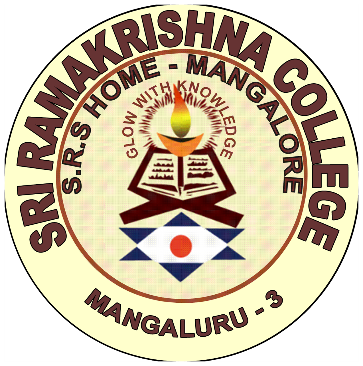 SRI RAMAKRISHNA COLLEGE
S.R.S HOME - MANGALORE
GLOW WITH KNOWLEDGE
MANGALURU - 3